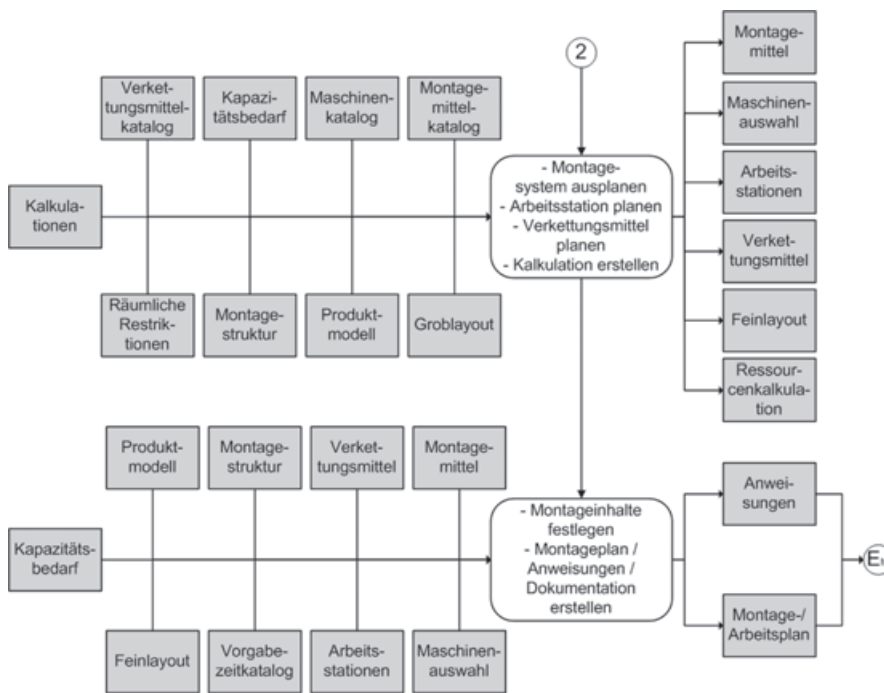 2
Montage-
mittel
Verket-
tungsmittel-
katalog
Kapazi-
tätsbedarf
Maschinen-
katalog
Montage-
mittel-
katalog
Maschinen-
auswahl
Kalkula-
tionen
- Montage-
system ausplanen
- Arbeitsstation planen
- Verkettungsmittel
planen
- Kalkulation erstellen
Arbeits-
stationen
Verket-
tungsmittel
Räumliche
Restrik-
tionen
Montage-
struktur
Produkt-
modell
Groblayout
Feinlayout
Ressour-
cenkalkula-
tion
Produkt-
modell
Montage-
struktur
Verket-
tungsmittel
Montage-
mittel
Anwei-
sungen
Kapazitäts-
bedarf
- Montageinhalte
festlegen
- Montageplan /
Anweisungen /
Dokumentation
erstellen
Montage-/
Arbeitsplan
Feinlayout
Vorgabe-
zeitkatalog
Arbeits-
stationen
Maschinen-
auswahl